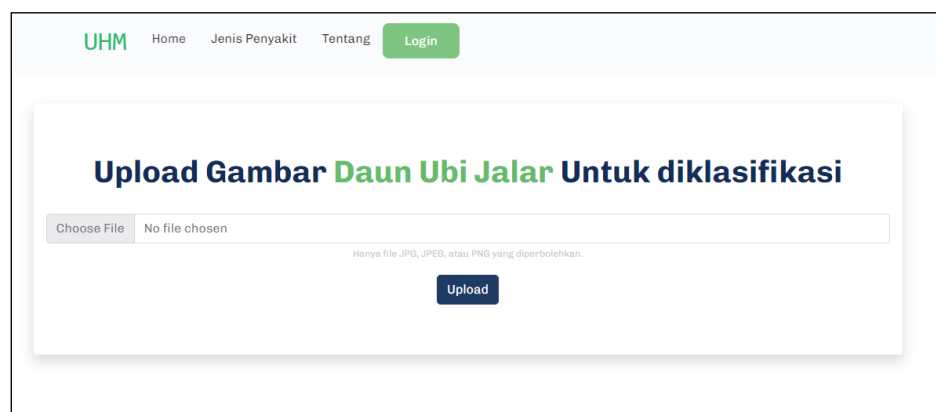 UHM Home Jenis Penyakit Tentang Login
Upload Gambar Daun Ubi Jalar Untuk diklasifikasi
Choose File No file chosen
Hanya file JPG, JPEG, atau PNG yang diperbolehkan.
Upload